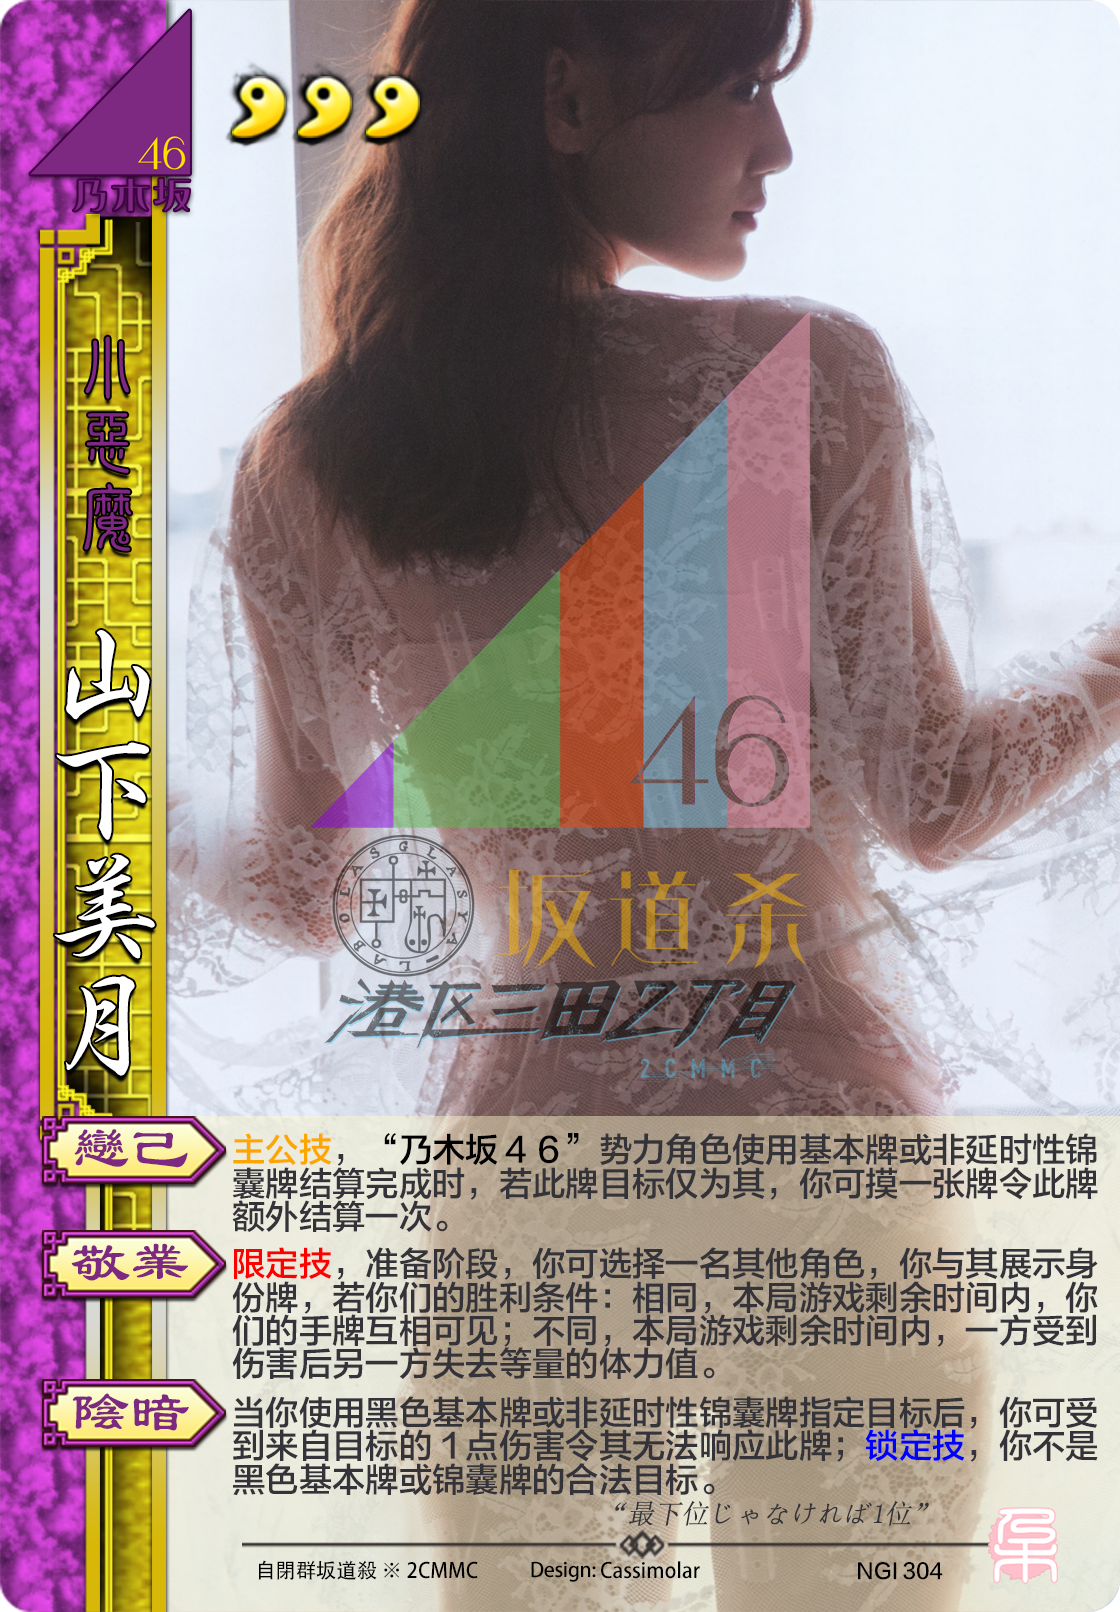 46
乃木坂
小惡魔
山下美月
46
GLASYA LABOLAS
坂道杀
港区三田2丁目
2CMMC
戀己
主公技，“乃木坂４６”势力角色使用基本牌或非延时性锦
囊牌结算完成时，若此牌目标仅为其，你可摸一张牌令此牌
额外结算一次。
敬業
限定技，准备阶段，你可选择一名其他角色，你与其展示身
份牌，若你们的胜利条件：相同，本局游戏剩余时间内，你
们的手牌互相可见；不同，本局游戏剩余时间内，一方受到
伤害后另一方失去等量的体力值。
陰暗
当你使用黑色基本牌或非延时性锦囊牌指定目标后，你可受
到来自目标的１点伤害令其无法响应此牌；锁定技，你不是
黑色基本牌或锦囊牌的合法目标。
“最下位じゃなければ1位”
自閉群坂道殺 ※ 2CMMC Design: Cassimolar NGI 304